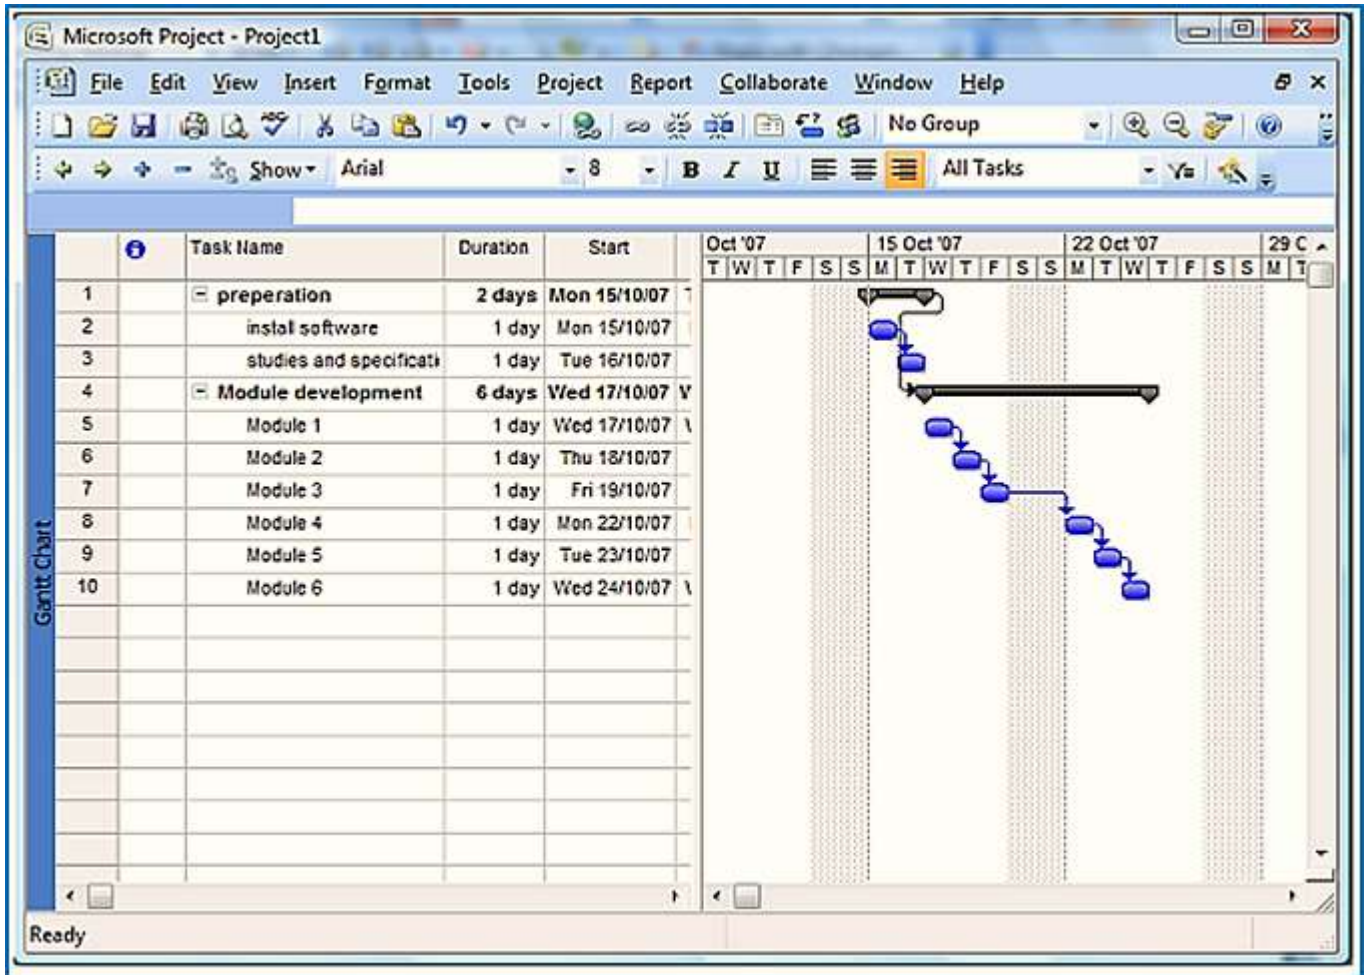 Microsoft Project - Project1
File Edit View Insert Format Tools Project Report Collaborate Window Help
No Group
Show Arial 8 B I U All Tasks
Task Name Duration Start Oct '07 15 Oct '07 22 Oct '07 29 C
T W T F S S M T W T F S S M T W T F S S M T
1 preperation 2 days Mon 15/10/07 T
2 install software 1 day Mon 15/10/07
3 studies and specificati 1 day Tue 16/10/07
4 Module development 6 days Wed 17/10/07 W
5 Module 1 1 day Wed 17/10/07
6 Module 2 1 day Thu 18/10/07
7 Module 3 1 day Fri 19/10/07
8 Module 4 1 day Mon 22/10/07
9 Module 5 1 day Tue 23/10/07
10 Module 6 1 day Wed 24/10/07
Gantt Chart
Ready